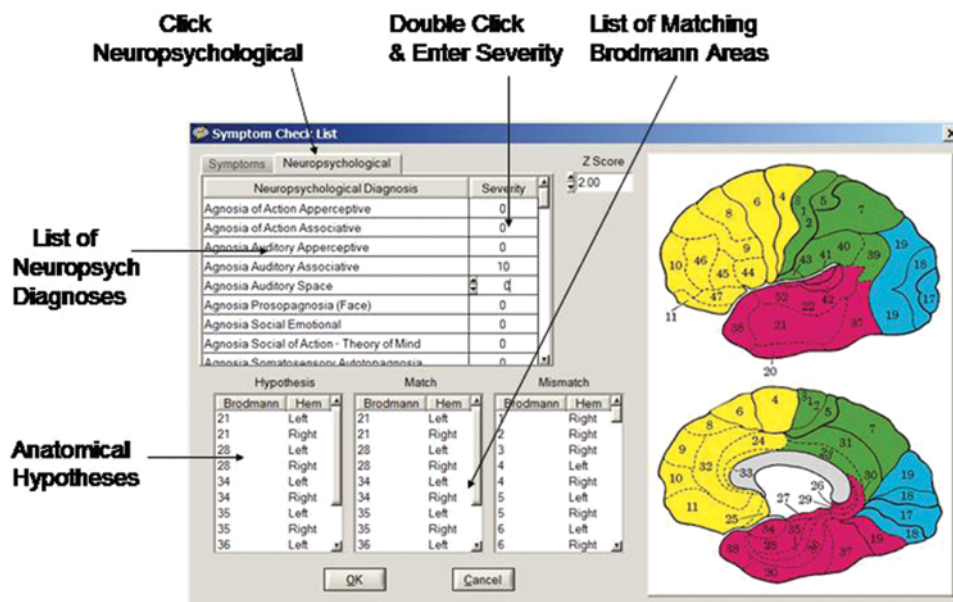 Click
Neuropsychological
Double Click
& Enter Severity
List of Matching
Brodmann Areas
Symptom Check List
Symptoms Neuropsychological
Z Score
2.00
Neuropsychological Diagnosis Severity
Agnosia of Action Apperceptive 0
Agnosia of Action Associative 0
Agnosia Auditory Apperceptive 0
Agnosia Auditory Associative 10
Agnosia Auditory Space 0
Agnosia Prosopagnosia (Face) 0
Agnosia Social Emotional 0
Agnosia Social of Action - Theory of Mind 0
Agnosia Somatosensory Autotopagnosia 0
List of
Neuropsych
Diagnoses
Anatomical
Hypotheses
Hypothesis Match Mismatch
Brodmann Hem Brodmann Hem Brodmann Hem
21 Left 21 Left 1 Right
21 Right 21 Right 2 Right
28 Left 28 Left 3 Right
28 Right 28 Right 4 Left
34 Left 34 Left 4 Right
34 Right 34 Right 5 Left
35 Left 35 Left 5 Right
35 Right 35 Right 6 Left
36 Left 36 Left 6 Right
OK Cancel
6 4 3 1 2 5 7
8 9 46 10 45 44 47 11
43 41 40 39 19 18 17 19
52 22 42 38 21 37 20
6 4 3 1 2 5 7
8 9 32 24 23 31 10 11
33 26 29 30 27 25
19 18 17 18 19
34 35 28 36 38 20 37